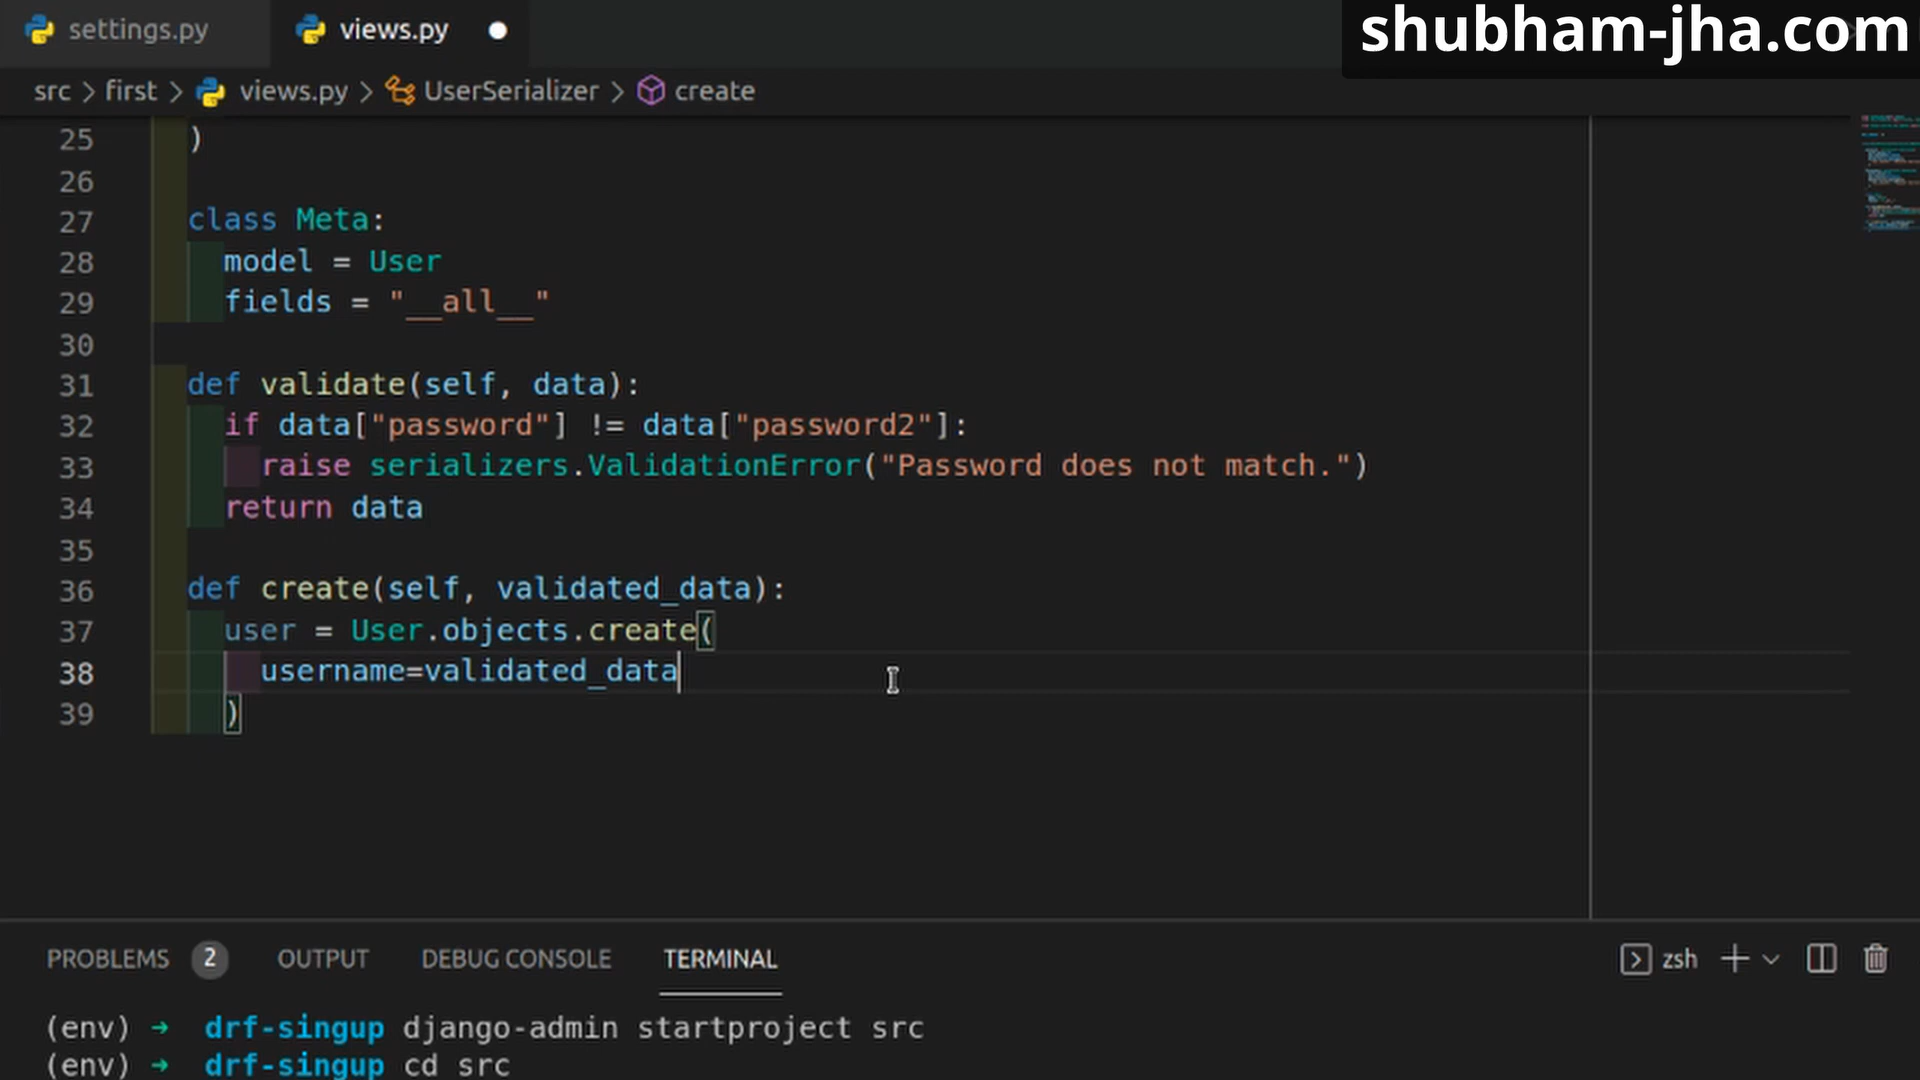 settings.py views.py
shubham-jha.com
src > first > views.py > UserSerializer > create
25 )
26
27 class Meta:
28 model = User
29 fields = "__all__"
30
31 def validate(self, data):
32 if data["password"] != data["password2"]:
33 raise serializers.ValidationError("Password does not match.")
34 return data
35
36 def create(self, validated_data):
37 user = User.objects.create(
38 username=validated_data
39 )
PROBLEMS 2 OUTPUT DEBUG CONSOLE TERMINAL zsh
(env) → drf-singup django-admin startproject src
(env) → drf-singup cd src